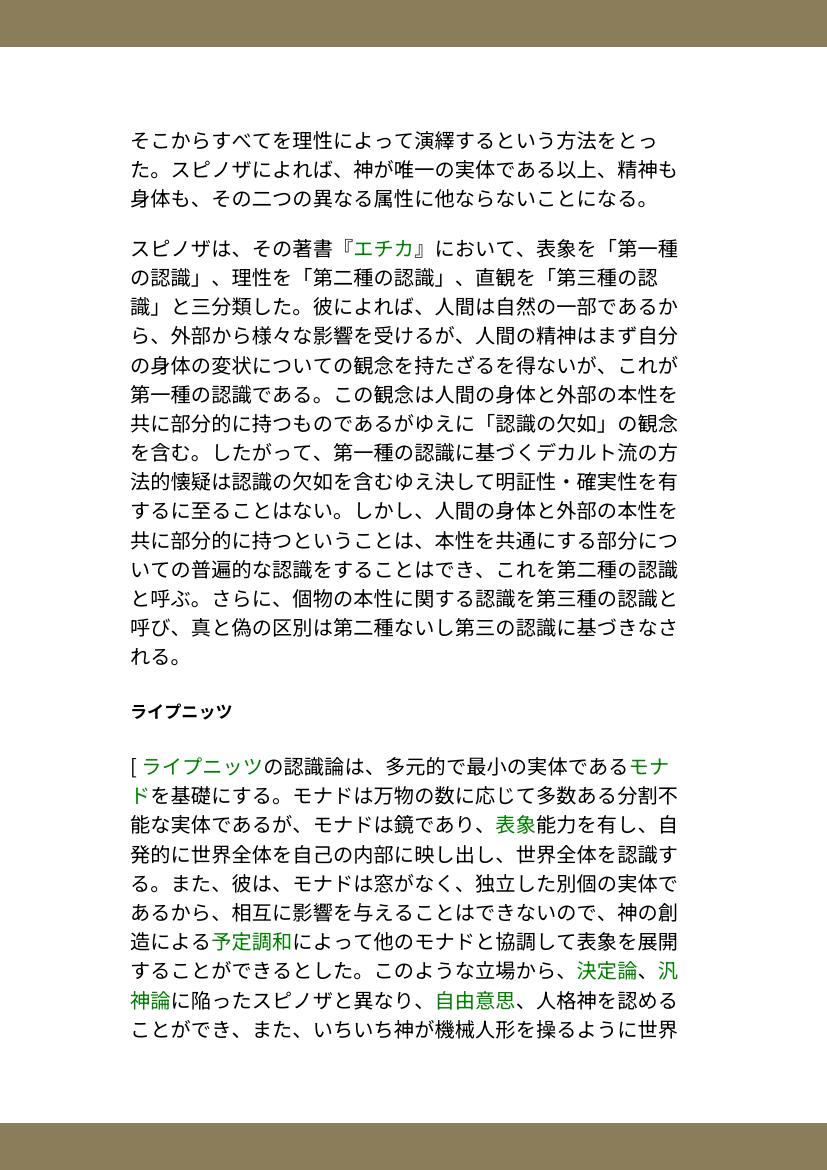 そこからすべてを理性によって演繹するという方法をとっ
た。スピノザによれば、神が唯一の実体である以上、精神も
身体も、その二つの異なる属性に他ならないことになる。
スピノザは、その著書『エチカ』において、表象を「第一種
の認識」、理性を「第二種の認識」、直観を「第三種の認
識」と三分類した。彼によれば、人間は自然の一部であるか
ら、外部から様々な影響を受けるが、人間の精神はまず自分
の身体の変状についての観念を持たざるを得ないが、これが
第一種の認識である。この観念は人間の身体と外部の本性を
共に部分的に持つものであるがゆえに「認識の欠如」の観念
を含む。したがって、第一種の認識に基づくデカルト流の方
法的懐疑は認識の欠如を含むゆえ決して明証性・確実性を有
するに至ることはない。しかし、人間の身体と外部の本性を
共に部分的に持つということは、本性を共通にする部分につ
いての普遍的な認識をすることはでき、これを第二種の認識
と呼ぶ。さらに、個物の本性に関する認識を第三種の認識と
呼び、真と偽の区別は第二種ないし第三の認識に基づきなさ
れる。
ライプニッツ
[ ライプニッツの認識論は、多元的で最小の実体であるモナ
ドを基礎にする。モナドは万物の数に応じて多数ある分割不
能な実体であるが、モナドは鏡であり、表象能力を有し、自
発的に世界全体を自己の内部に映し出し、世界全体を認識す
る。また、彼は、モナドは窓がなく、独立した別個の実体で
あるから、相互に影響を与えることはできないので、神の創
造による予定調和によって他のモナドと協調して表象を展開
することができるとした。このような立場から、決定論、汎
神論に陥ったスピノザと異なり、自由意思、人格神を認める
ことができ、また、いちいち神が機械人形を操るように世界